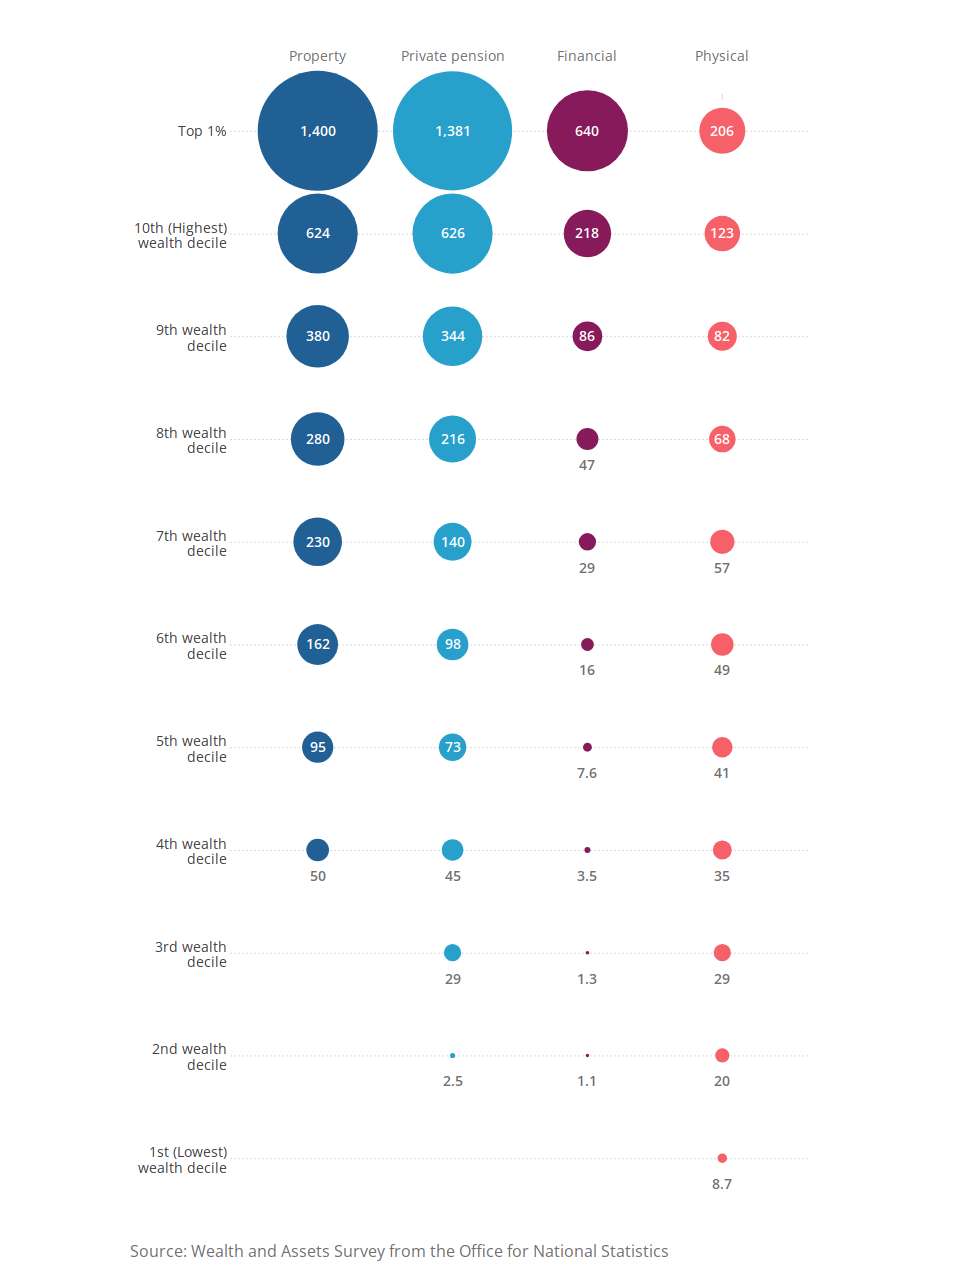 Property Private pension Financial Physical
Top 1% 1,400 1,381 640 206
10th (Highest)
wealth decile 624 626 218 123
9th wealth
decile 380 344 86 82
8th wealth
decile 280 216 68
47
7th wealth
decile 230 140
29 57
6th wealth
decile 162 98
16 49
5th wealth
decile 95 73
7.6 41
4th wealth
decile
50 45 3.5 35
3rd wealth
decile
29 1.3 29
2nd wealth
decile
2.5 1.1 20
1st (Lowest)
wealth decile
8.7
Source: Wealth and Assets Survey from the Office for National Statistics